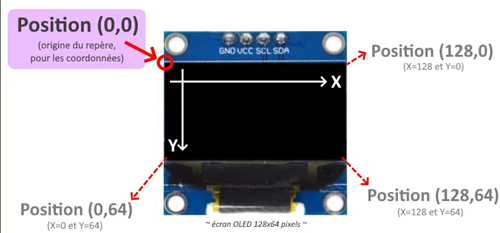 Position (0,0)
(origine du repère,
pour les coordonnées)
GND VCC SCL SDA
Position (128,0)
(X=128 et Y=0)
X
Y
Position (0,64)
(X=0 et Y=64)
Position (128,64)
(X=128 et Y=64)
~ écran OLED 128x64 pixels ~